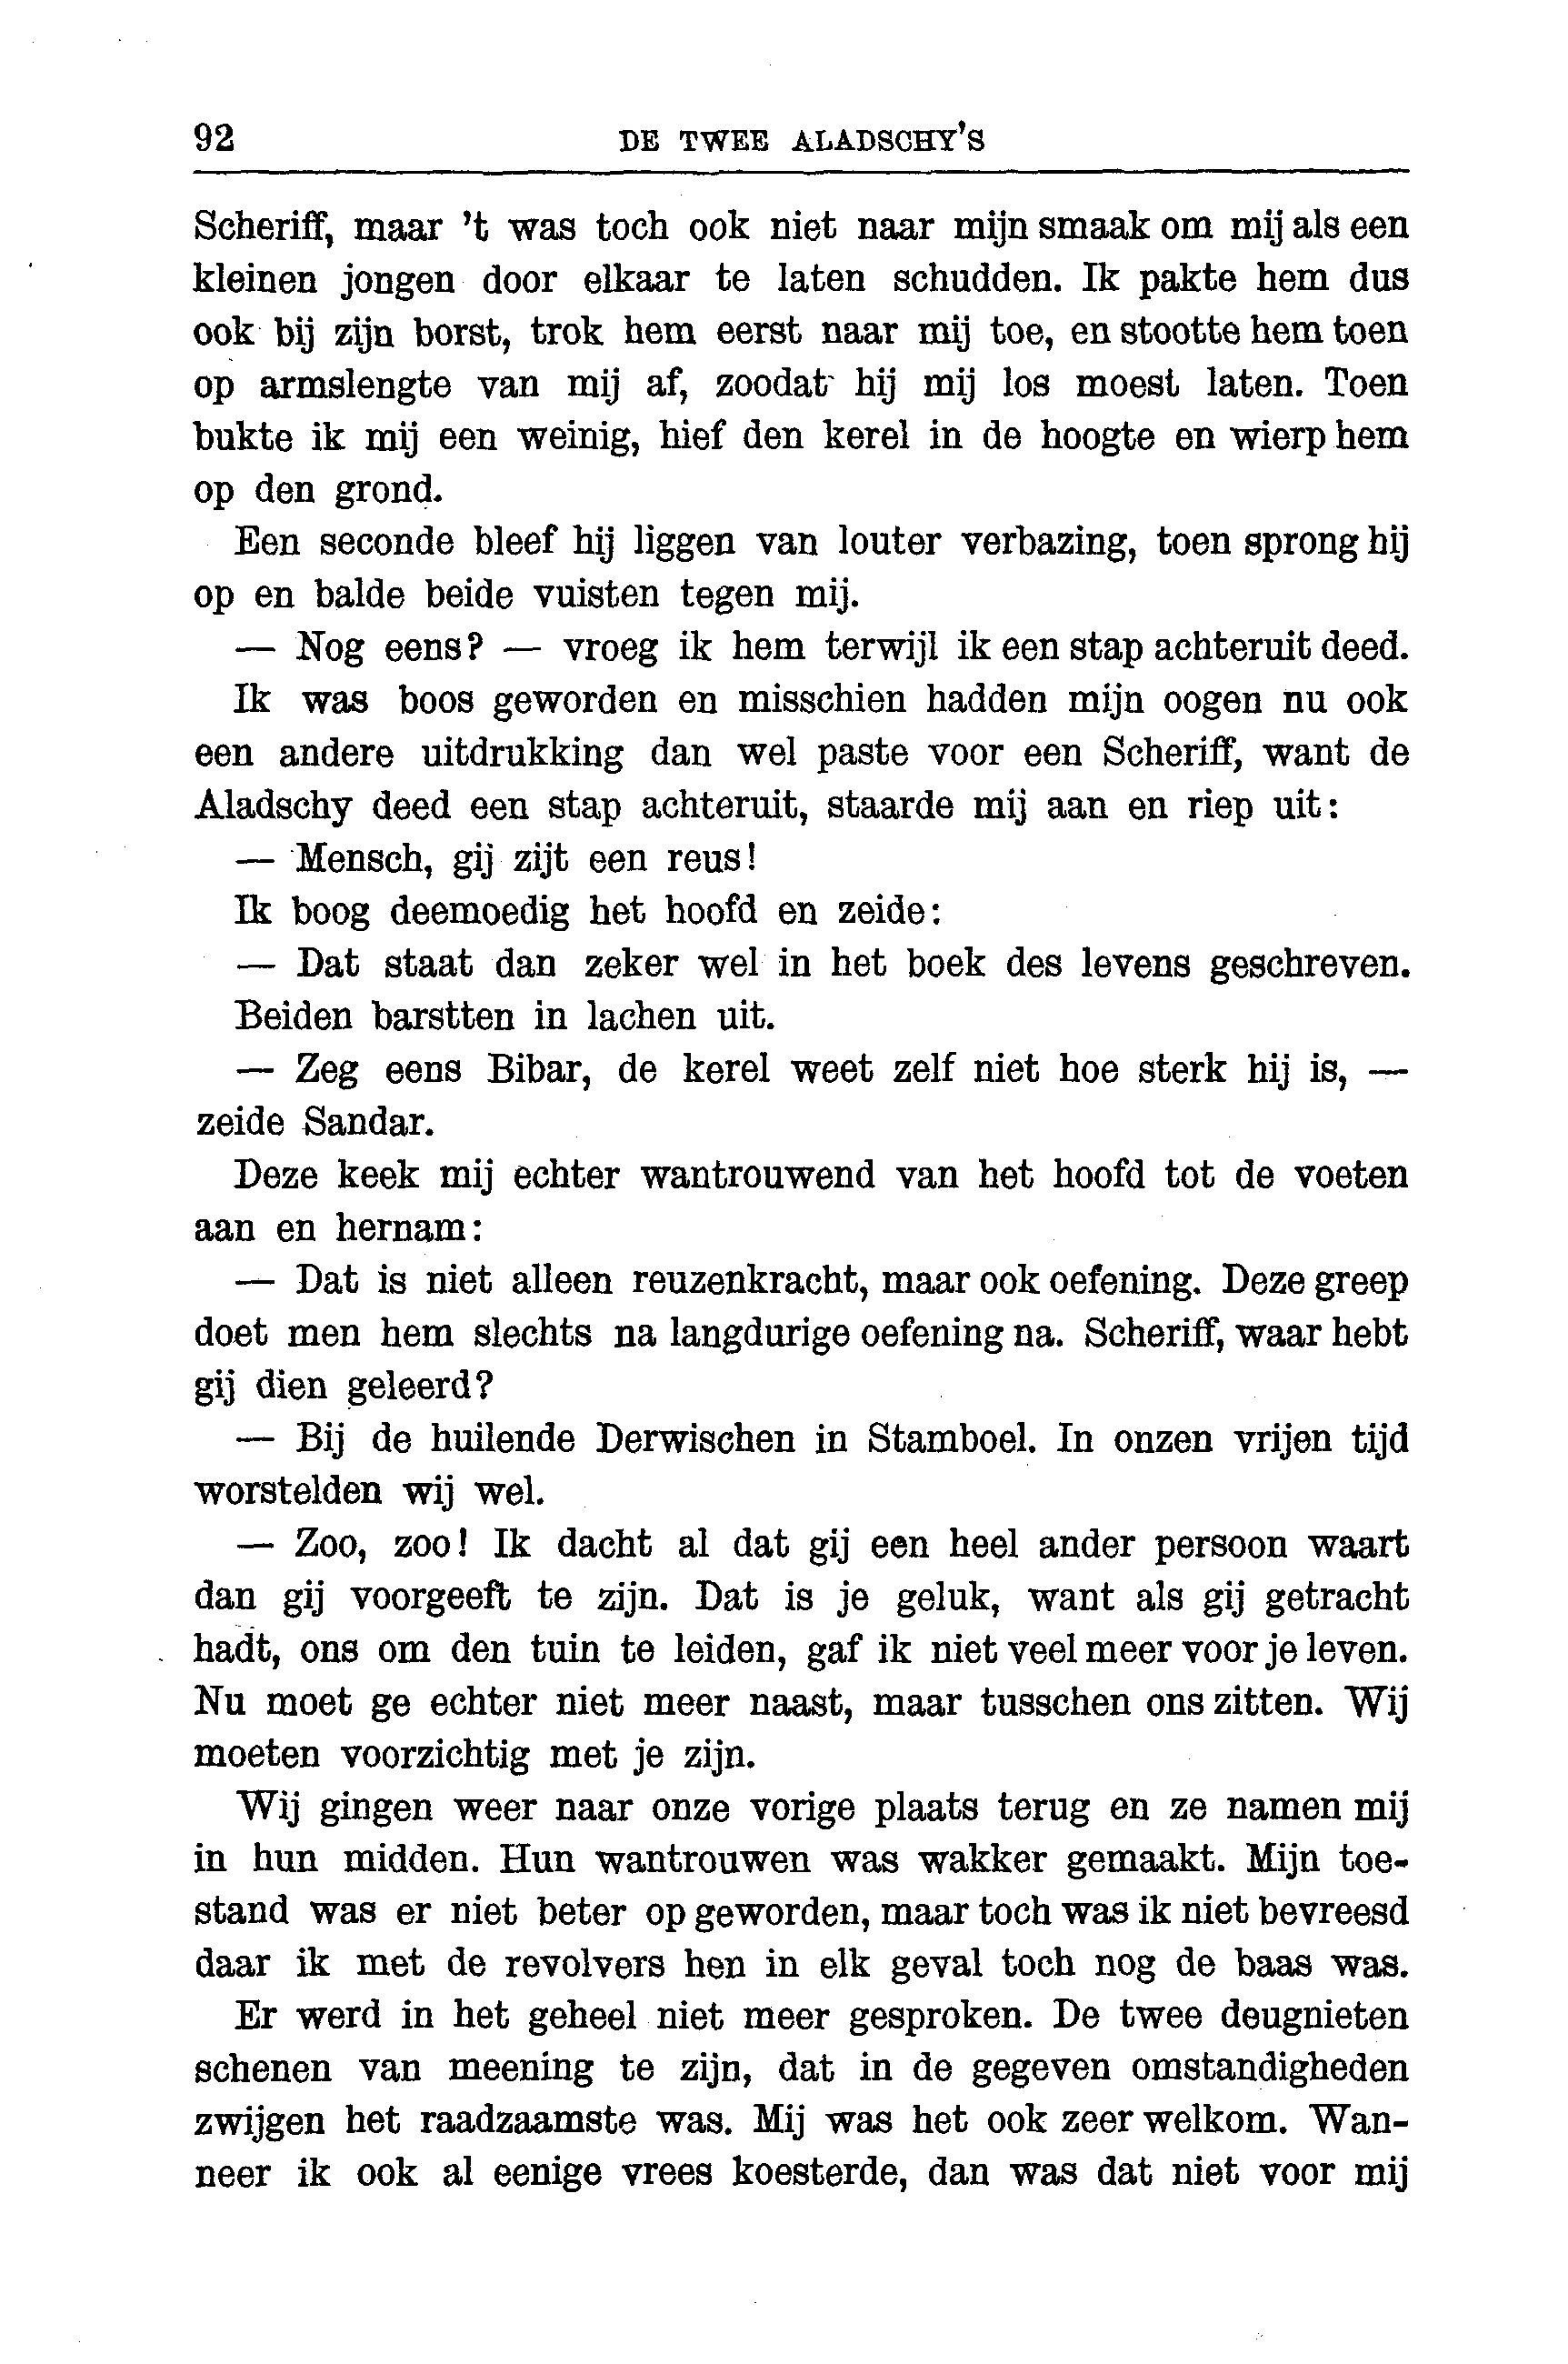 92 DE TWEE ALADSCHY'S
Scheriff, maar 't was toch ook niet naar mijn smaak om mij als een
kleinen jongen door elkaar te laten schudden. Ik pakte hem dus
ook bij zijn borst, trok hem eerst naar mij toe, en stootte hem toen
op armslengte van mij af, zoodat hij mij los moest laten. Toen
bukte ik mij een weinig, hief den kerel in de hoogte en wierp hem
op den grond.
Een seconde bleef hij liggen van louter verbazing, toen sprong hij
op en balde beide vuisten tegen mij.
— Nog eens? — vroeg ik hem terwijl ik een stap achteruit deed.
Ik was boos geworden en misschien hadden mijn oogen nu ook
een andere uitdrukking dan wel paste voor een Scheriff, want de
Aladschy deed een stap achteruit, staarde mij aan en riep uit:
— Mensch, gij zijt een reus!
Ik boog deemoedig het hoofd en zeide:
— Dat staat dan zeker wel in het boek des levens geschreven.
Beiden barstten in lachen uit.
— Zeg eens Bibar, de kerel weet zelf niet hoe sterk hij is, —
zeide Sandar.
Deze keek mij echter wantrouwend van het hoofd tot de voeten
aan en hernam:
— Dat is niet alleen reuzenkracht, maar ook oefening. Deze greep
doet men hem slechts na langdurige oefening na. Scheriff, waar hebt
gij dien geleerd?
— Bij de huilende Derwischen in Stamboel. In onzen vrijen tijd
worstelden wij wel.
— Zoo, zoo! Ik dacht al dat gij een heel ander persoon waart
dan gij voorgeeft te zijn. Dat is je geluk, want als gij getracht
hadt, ons om den tuin te leiden, gaf ik niet veel meer voor je leven.
Nu moet ge echter niet meer naast, maar tusschen ons zitten. Wij
moeten voorzichtig met je zijn.
Wij gingen weer naar onze vorige plaats terug en ze namen mij
in hun midden. Hun wantrouwen was wakker gemaakt. Mijn toe-
stand was er niet beter op geworden, maar toch was ik niet bevreesd
daar ik met de revolvers hen in elk geval toch nog de baas was.
Er werd in het geheel niet meer gesproken. De twee deugnieten
schenen van meening te zijn, dat in de gegeven omstandigheden
zwijgen het raadzaamste was. Mij was het ook zeer welkom. Wan-
neer ik ook al eenige vrees koesterde, dan was dat niet voor mij